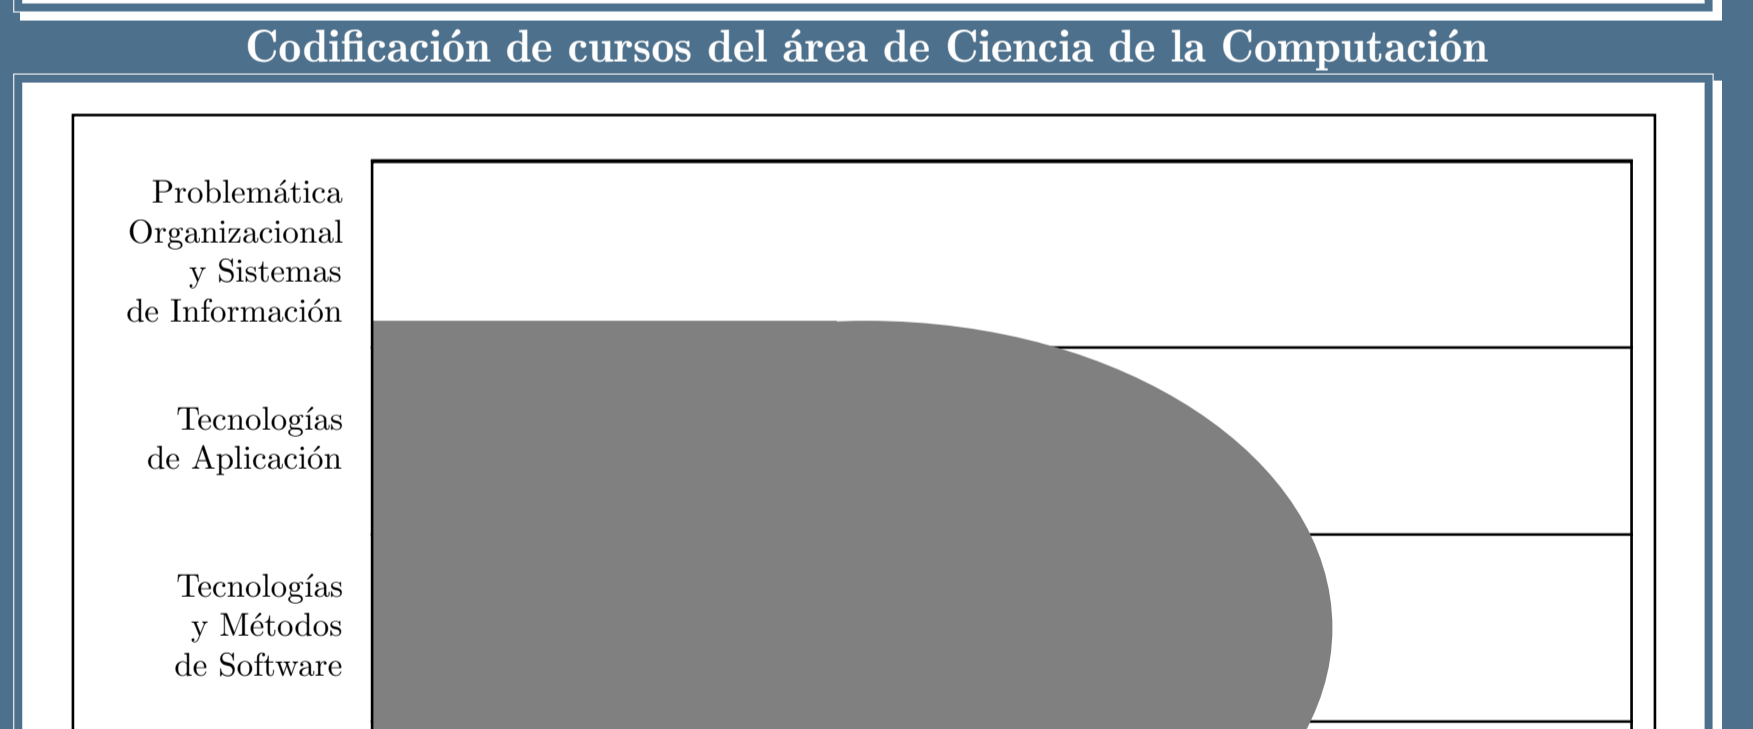 Codificación de cursos del área de Ciencia de la Computación
Problemática
Organizacional
y Sistemas
de Información
Tecnologías
de Aplicación
Tecnologías
y Métodos
de Software